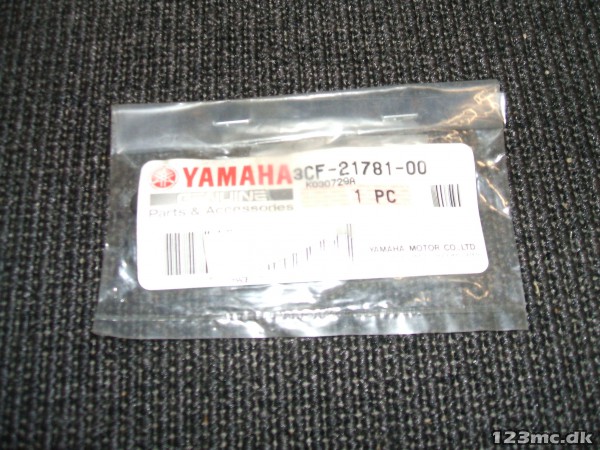 YAMAHA 3CF-21781-00
K030729A
GENUINE 1 PC
Parts & Accessories
YAMAHA MOTOR CO., LTD.
123mc.dk